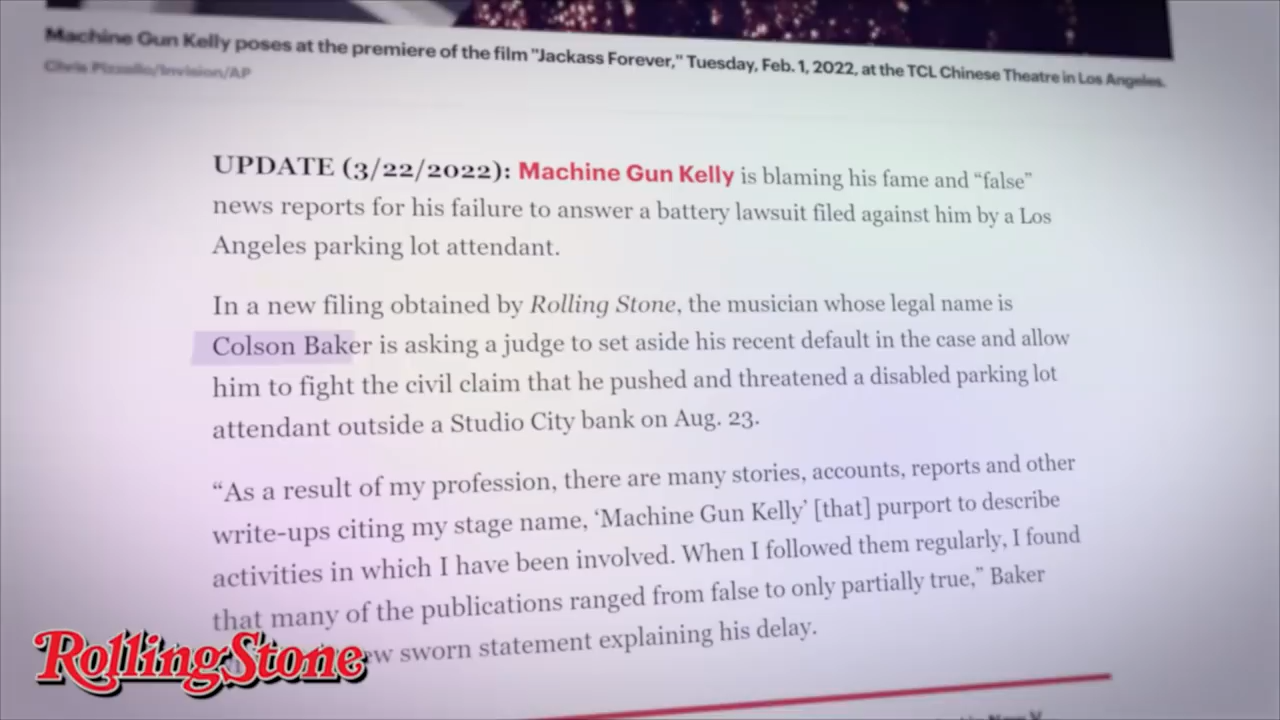 Machine Gun Kelly poses at the premiere of the film "Jackass Forever," Tuesday, Feb. 1, 2022, at the TCL Chinese Theatre in Los Angeles.
Chris Pizzello/Invision/AP
UPDATE (3/22/2022): Machine Gun Kelly is blaming his fame and “false”
news reports for his failure to answer a battery lawsuit filed against him by a Los
Angeles parking lot attendant.
In a new filing obtained by Rolling Stone, the musician whose legal name is
Colson Baker is asking a judge to set aside his recent default in the case and allow
him to fight the civil claim that he pushed and threatened a disabled parking lot
attendant outside a Studio City bank on Aug. 23.
“As a result of my profession, there are many stories, accounts, reports and other
write-ups citing my stage name, ‘Machine Gun Kelly’ [that] purport to describe
activities in which I have been involved. When I followed them regularly, I found
that many of the publications ranged from false to only partially true,” Baker
sworn statement explaining his delay.
Rolling Stone